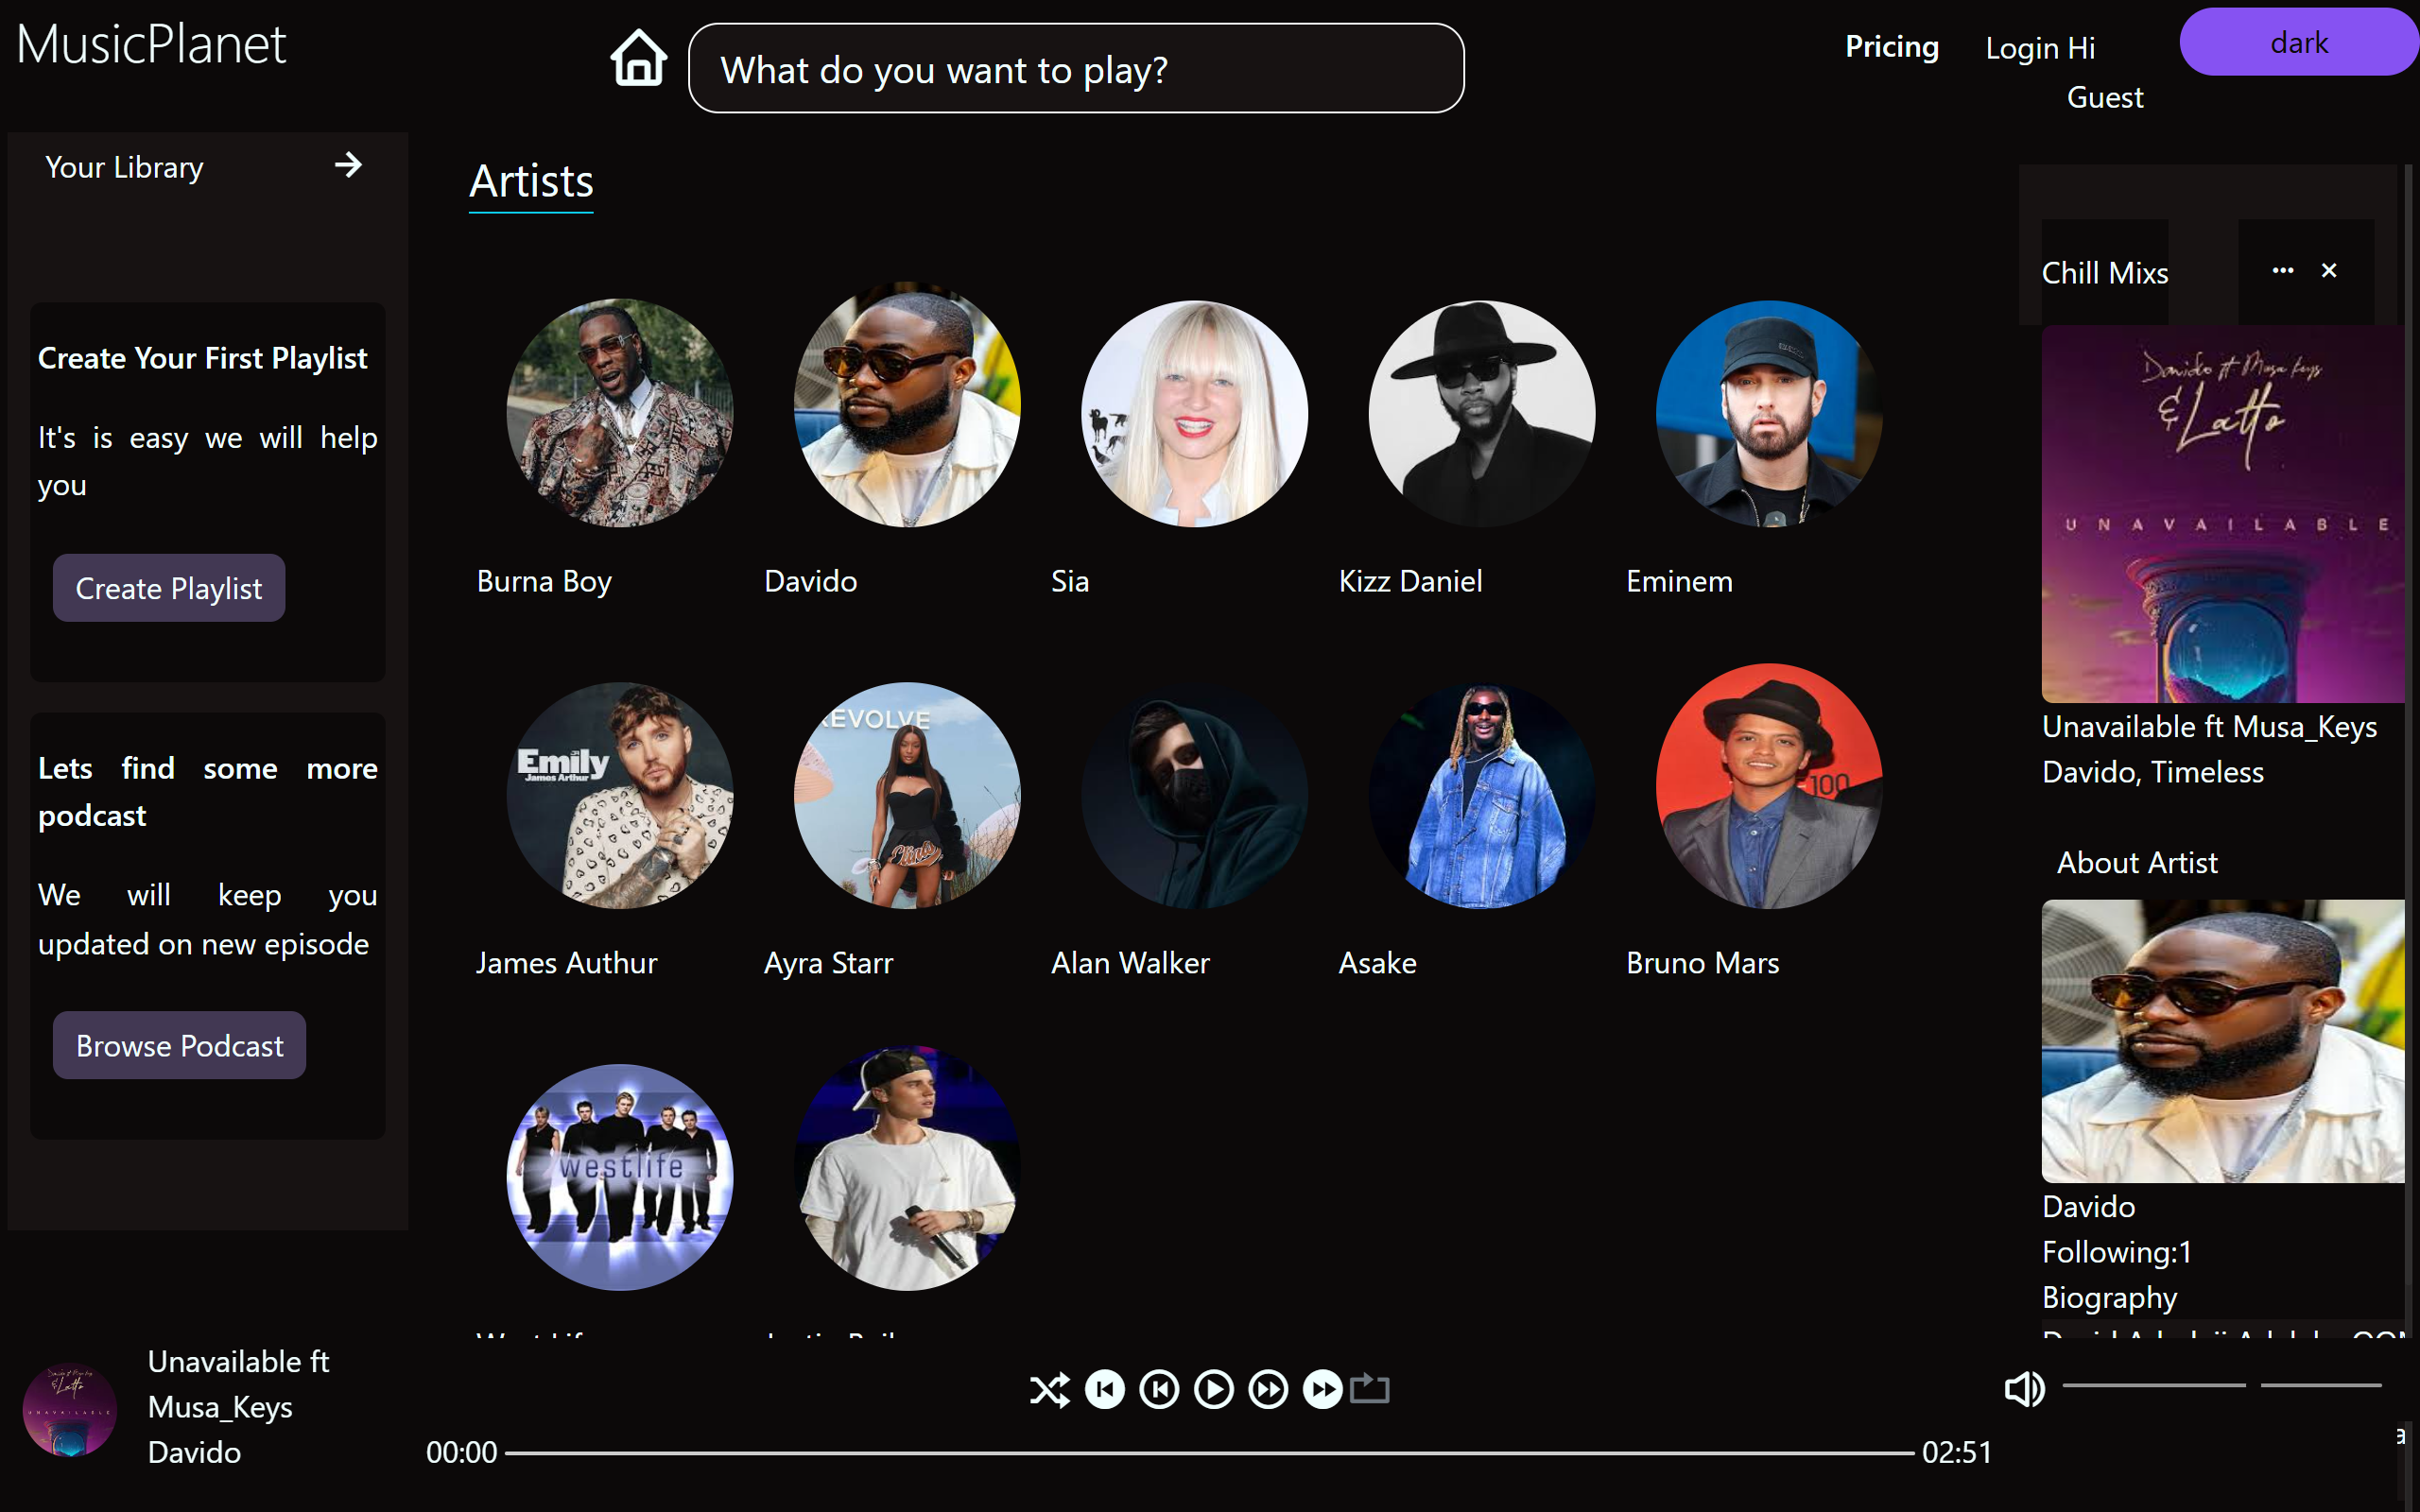 MusicPlanet
What do you want to play?
Pricing
Login
Hi
Guest
dark
Your Library
Create Your First Playlist
It's is easy we will help
you
Create Playlist
Lets find some more
podcast
We will keep you
updated on new episode
Browse Podcast
Artists
Burna Boy
Davido
Sia
Kizz Daniel
Eminem
REVOLVE
Emily
James Arthur
100
James Authur
Ayra Starr
Alan Walker
Asake
Bruno Mars
westlife
Chill Mixs
Davido ft Musa keys
& Latto
UNAVAILABLE
Unavailable ft Musa_Keys
Davido, Timeless
About Artist
Davido
Following:1
Biography
Unavailable ft
Musa_Keys
Davido
00:00
02:51